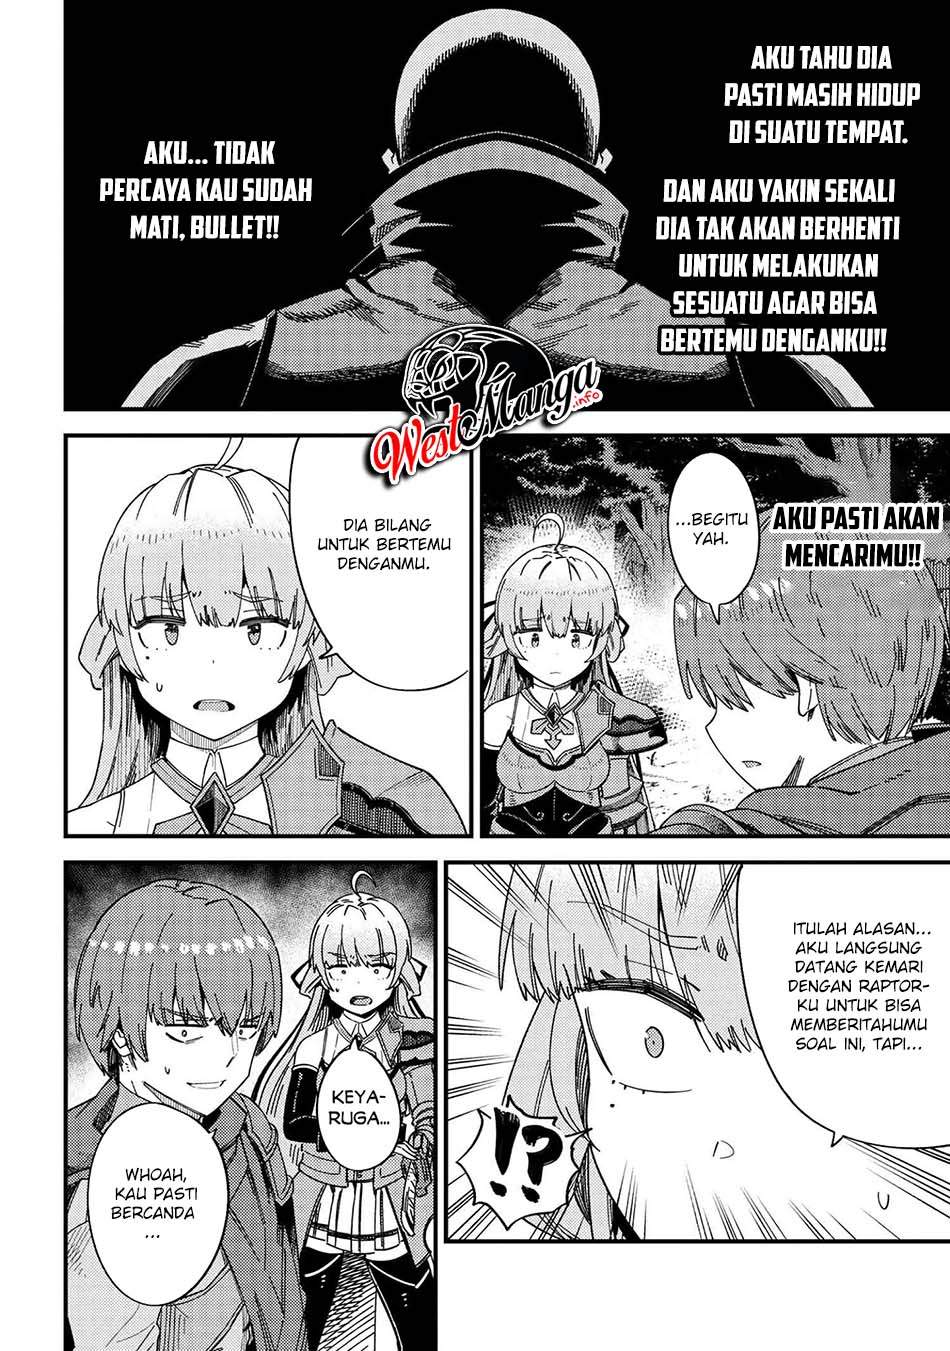 AKU TAHU DIA
PASTI MASIH HIDUP
DI SUATU TEMPAT.
DAN AKU YAKIN SEKALI
DIA TAK AKAN BERHENTI
UNTUK MELAKUKAN
SESUATU AGAR BISA
BERTEMU DENGANKU!!
AKU... TIDAK
PERCAYA KAU SUDAH
MATI, BULLET!!
WestManga
.info
AKU PASTI AKAN
MENCARIMU!!
...BEGITU
YAH.
DIA BILANG
UNTUK BERTEMU
DENGANMU.
ITULAH ALASAN...
AKU LANGSUNG
DATANG KEMARI
DENGAN RAPTOR-
KU UNTUK BISA
MEMBERITAHUMU
SOAL INI, TAPI...
!?
KEYA-
RUGA...
WHOAH,
KAU PASTI
BERCANDA
...